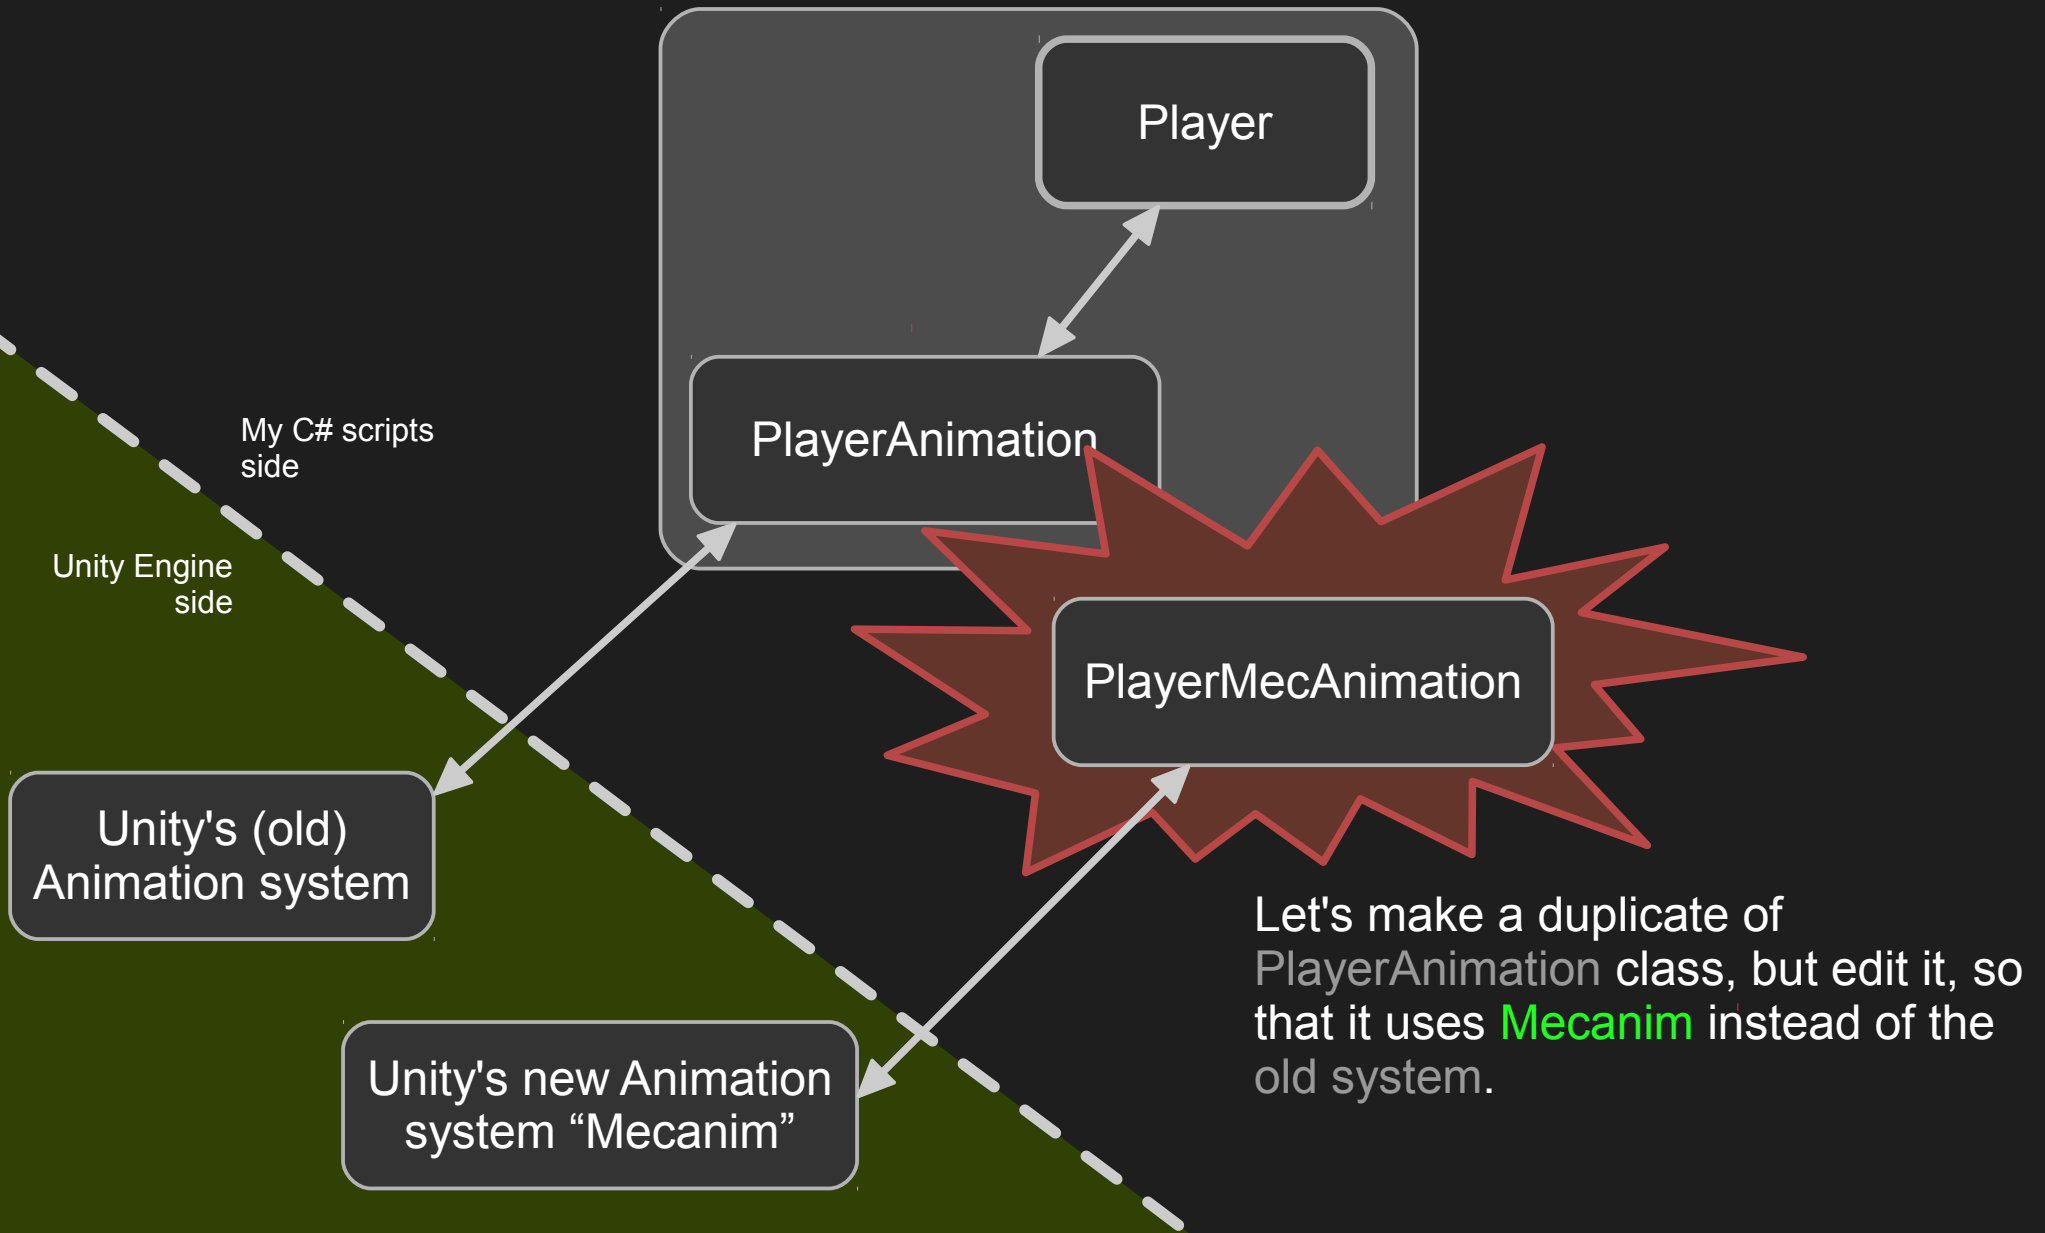 Player
PlayerAnimation
My C# scripts
side
Unity Engine
side
PlayerMecAnimation
Unity's (old)
Animation system
Let's make a duplicate of
PlayerAnimation class, but edit it, so
that it uses Mecanim instead of the
old system.
Unity's new Animation
system “Mecanim”